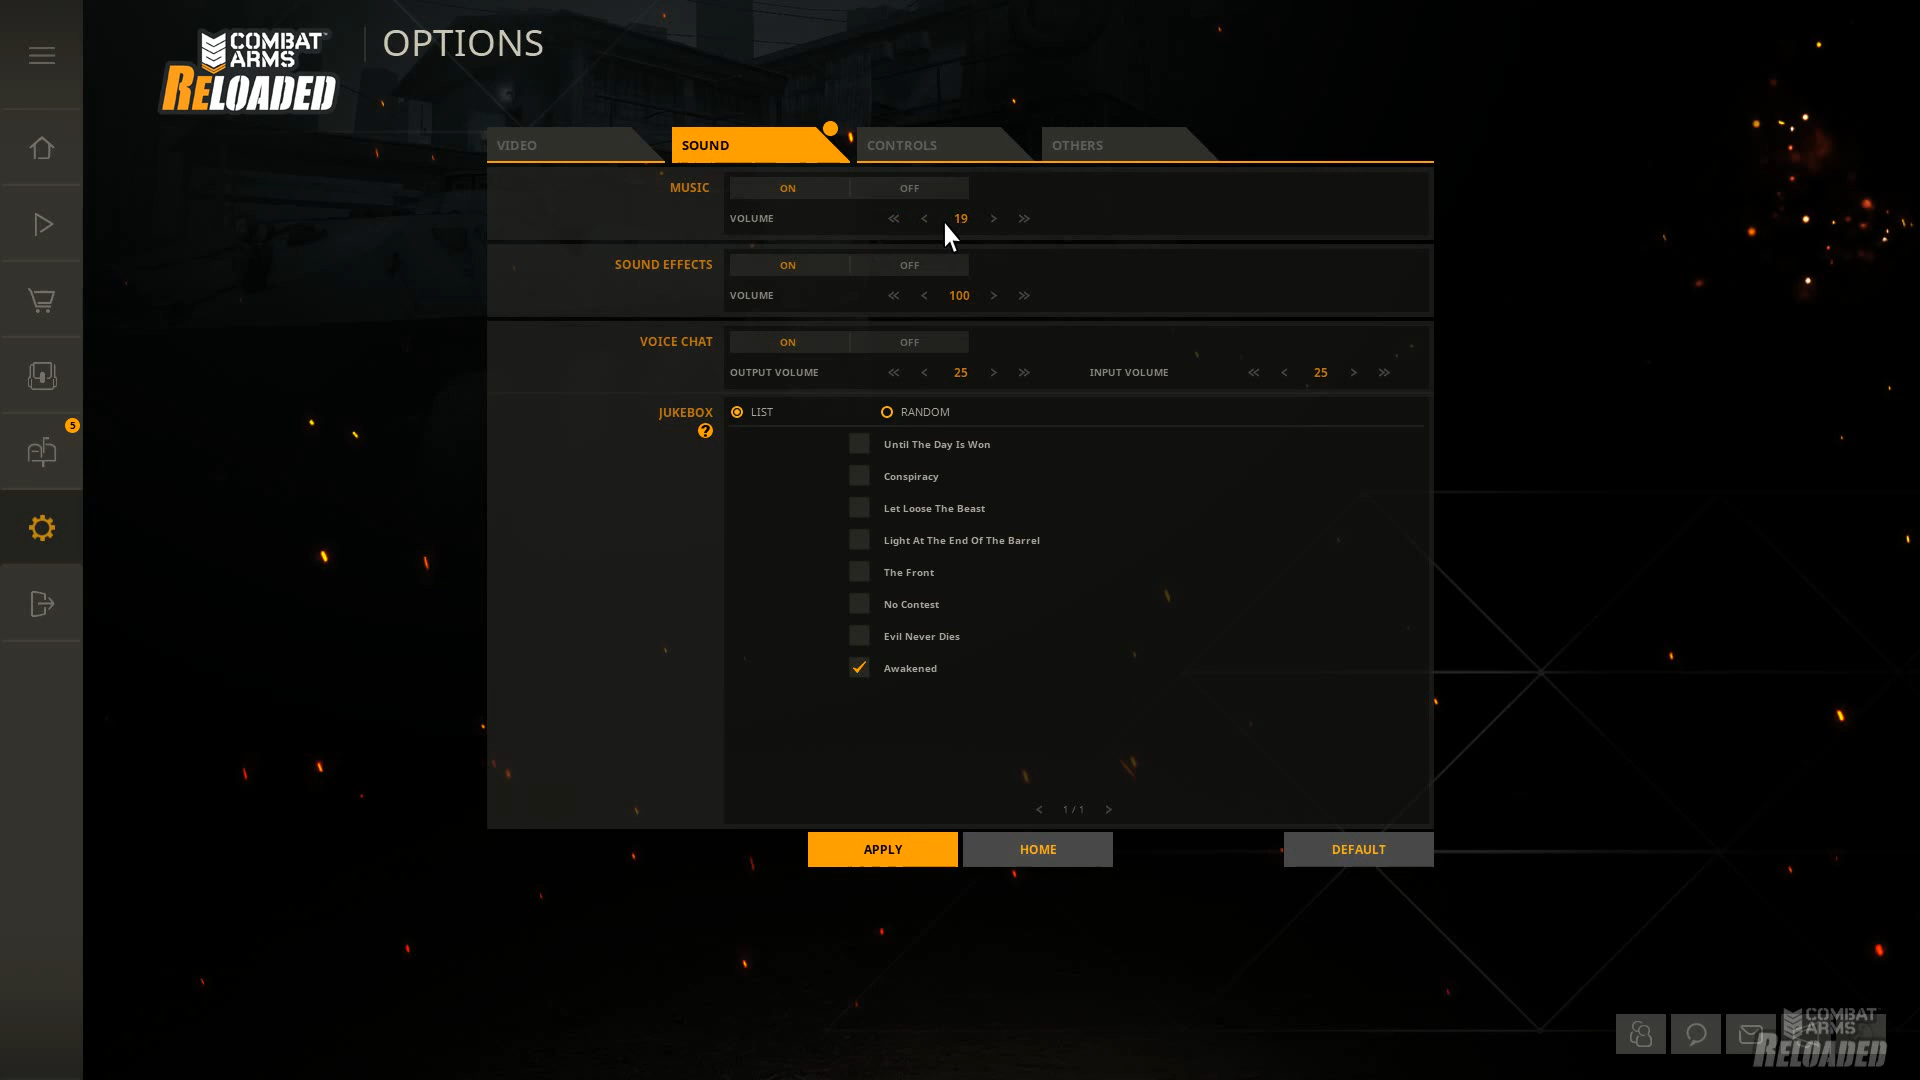 COMBAT ARMS RELOADED
OPTIONS
VIDEO
SOUND
CONTROLS
OTHERS
MUSIC
ON
OFF
VOLUME
19
SOUND EFFECTS
ON
OFF
VOLUME
100
VOICE CHAT
ON
OFF
OUTPUT VOLUME
25
INPUT VOLUME
25
JUKEBOX
?
LIST
RANDOM
Until The Day Is Won
Conspiracy
Let Loose The Beast
Light At The End Of The Barrel
The Front
No Contest
Evil Never Dies
Awakened
1 / 1
APPLY
HOME
DEFAULT
5
COMBAT ARMS RELOADED